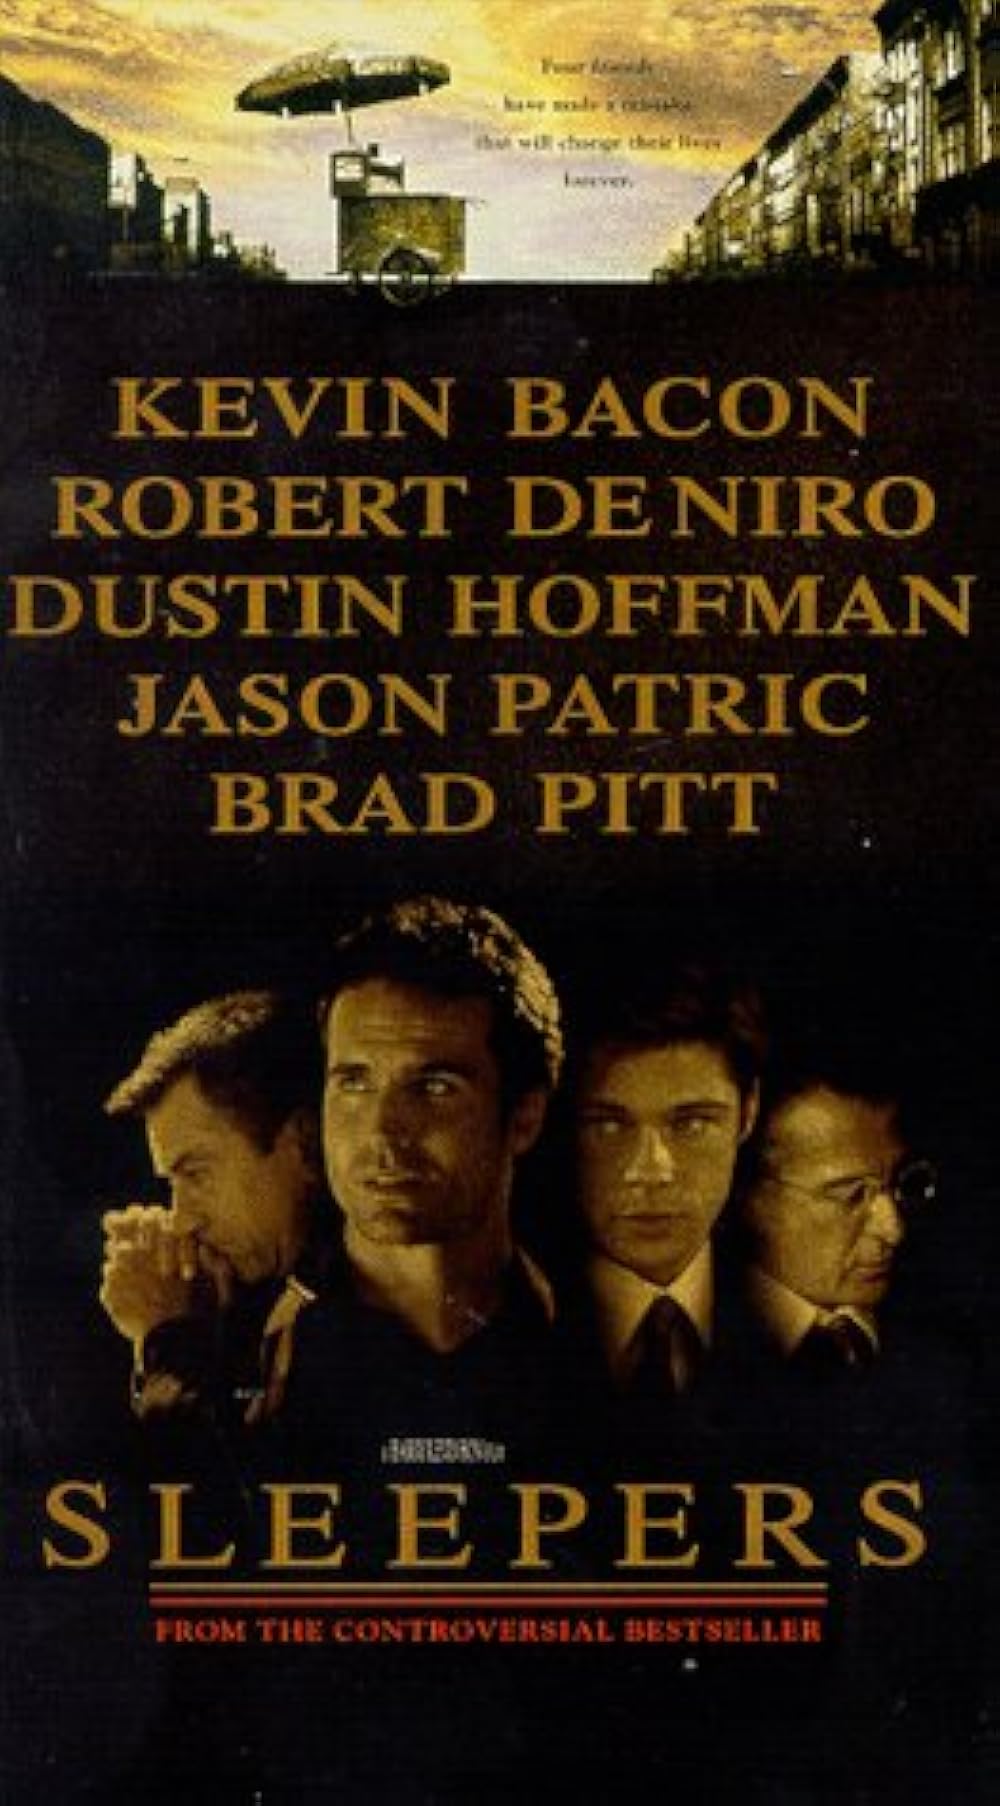 Four friends
have made a mistake
that will change their lives
forever.
KEVIN BACON
ROBERT DE NIRO
DUSTIN HOFFMAN
JASON PATRIC
BRAD PITT
SLEEPERS
FROM THE CONTROVERSIAL BESTSELLER